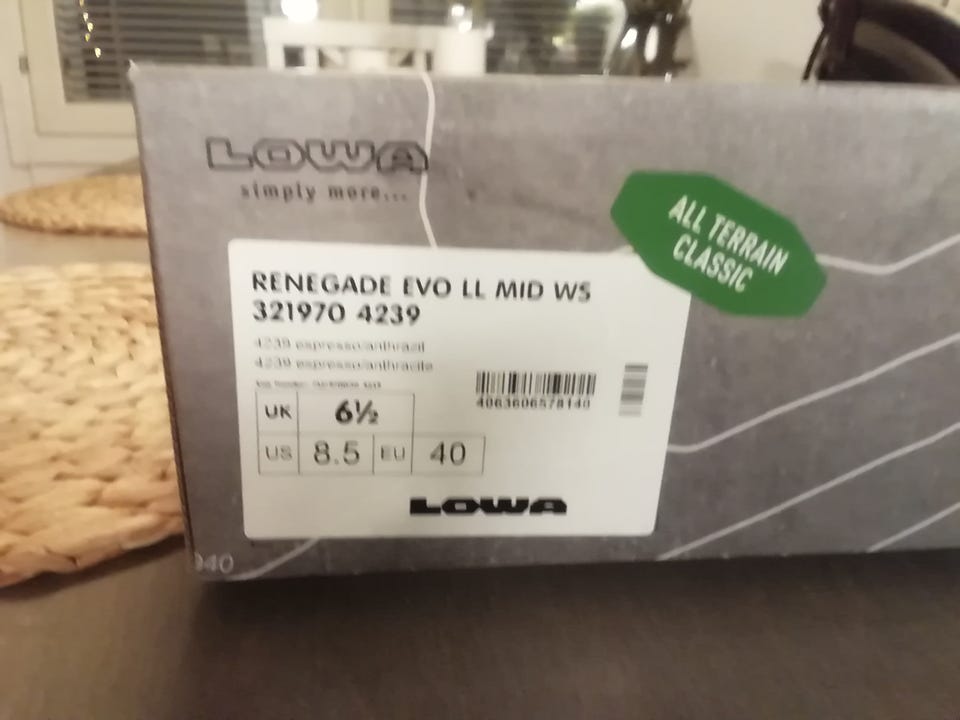 LOWA
simply more...
ALL TERRAIN
CLASSIC
RENEGADE EVO LL MID WS
321970 4239
4239 espresso/anthrazit
4239 espresso/anthracite
4063606578140
UK 6½
US 8.5 EU 40
LOWA